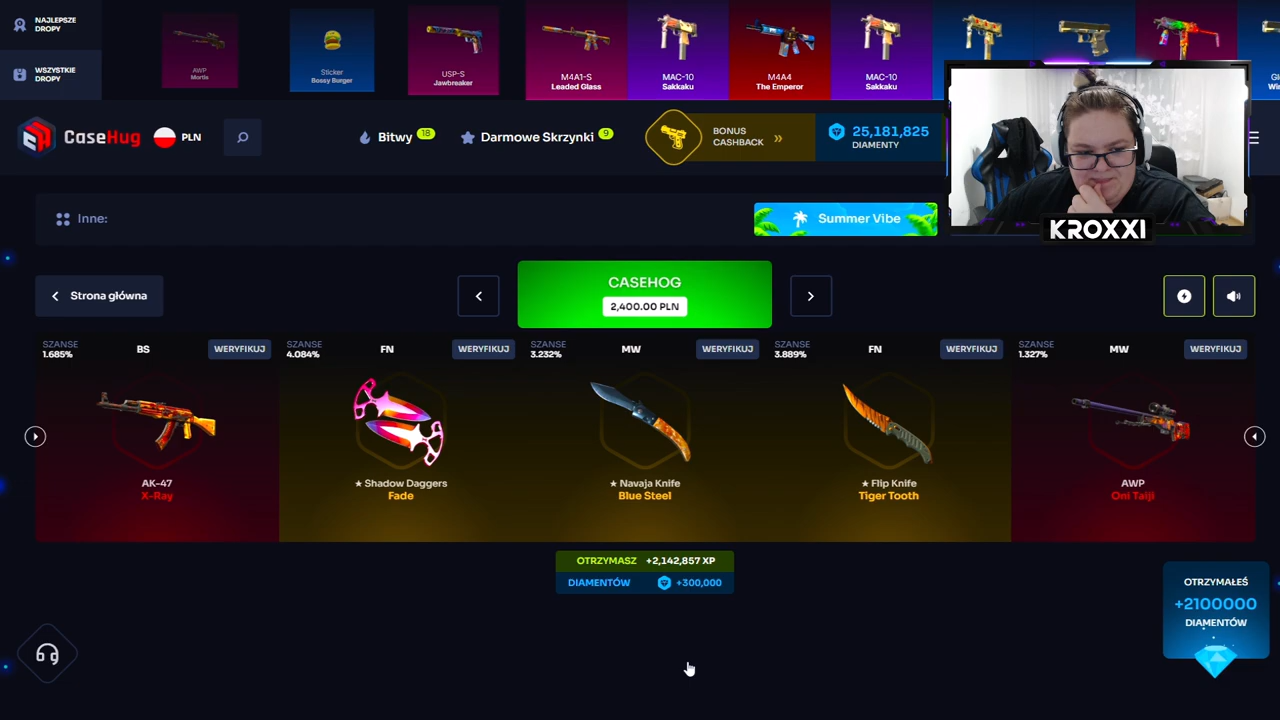 NAJLEPSZE
DROPY
WSZYSTKIE
DROPY
AWP
Mortis
Sticker
Bossy Burger
USP-S
Jawbreaker
M4A1-S
Leaded Glass
MAC-10
Sakkaku
M4A4
The Emperor
MAC-10
Sakkaku
CaseHug
PLN
Bitwy 18
Darmowe Skrzynki 9
BONUS
CASHBACK
25,181,825
DIAMENTY
KROXXI
Inne:
Summer Vibe
Strona główna
CASEHOG
2,400.00 PLN
SZANSE
1.685%
BS
WERYFIKUJ
AK-47
X-Ray
SZANSE
4.084%
FN
WERYFIKUJ
★ Shadow Daggers
Fade
SZANSE
3.232%
MW
WERYFIKUJ
★ Navaja Knife
Blue Steel
SZANSE
3.889%
FN
WERYFIKUJ
★ Flip Knife
Tiger Tooth
SZANSE
1.327%
MW
WERYFIKUJ
AWP
Oni Taiji
OTRZYMASZ +2,142,857 XP
DIAMENTÓW +300,000
OTRZYMAŁEŚ
+2100000
DIAMENTÓW